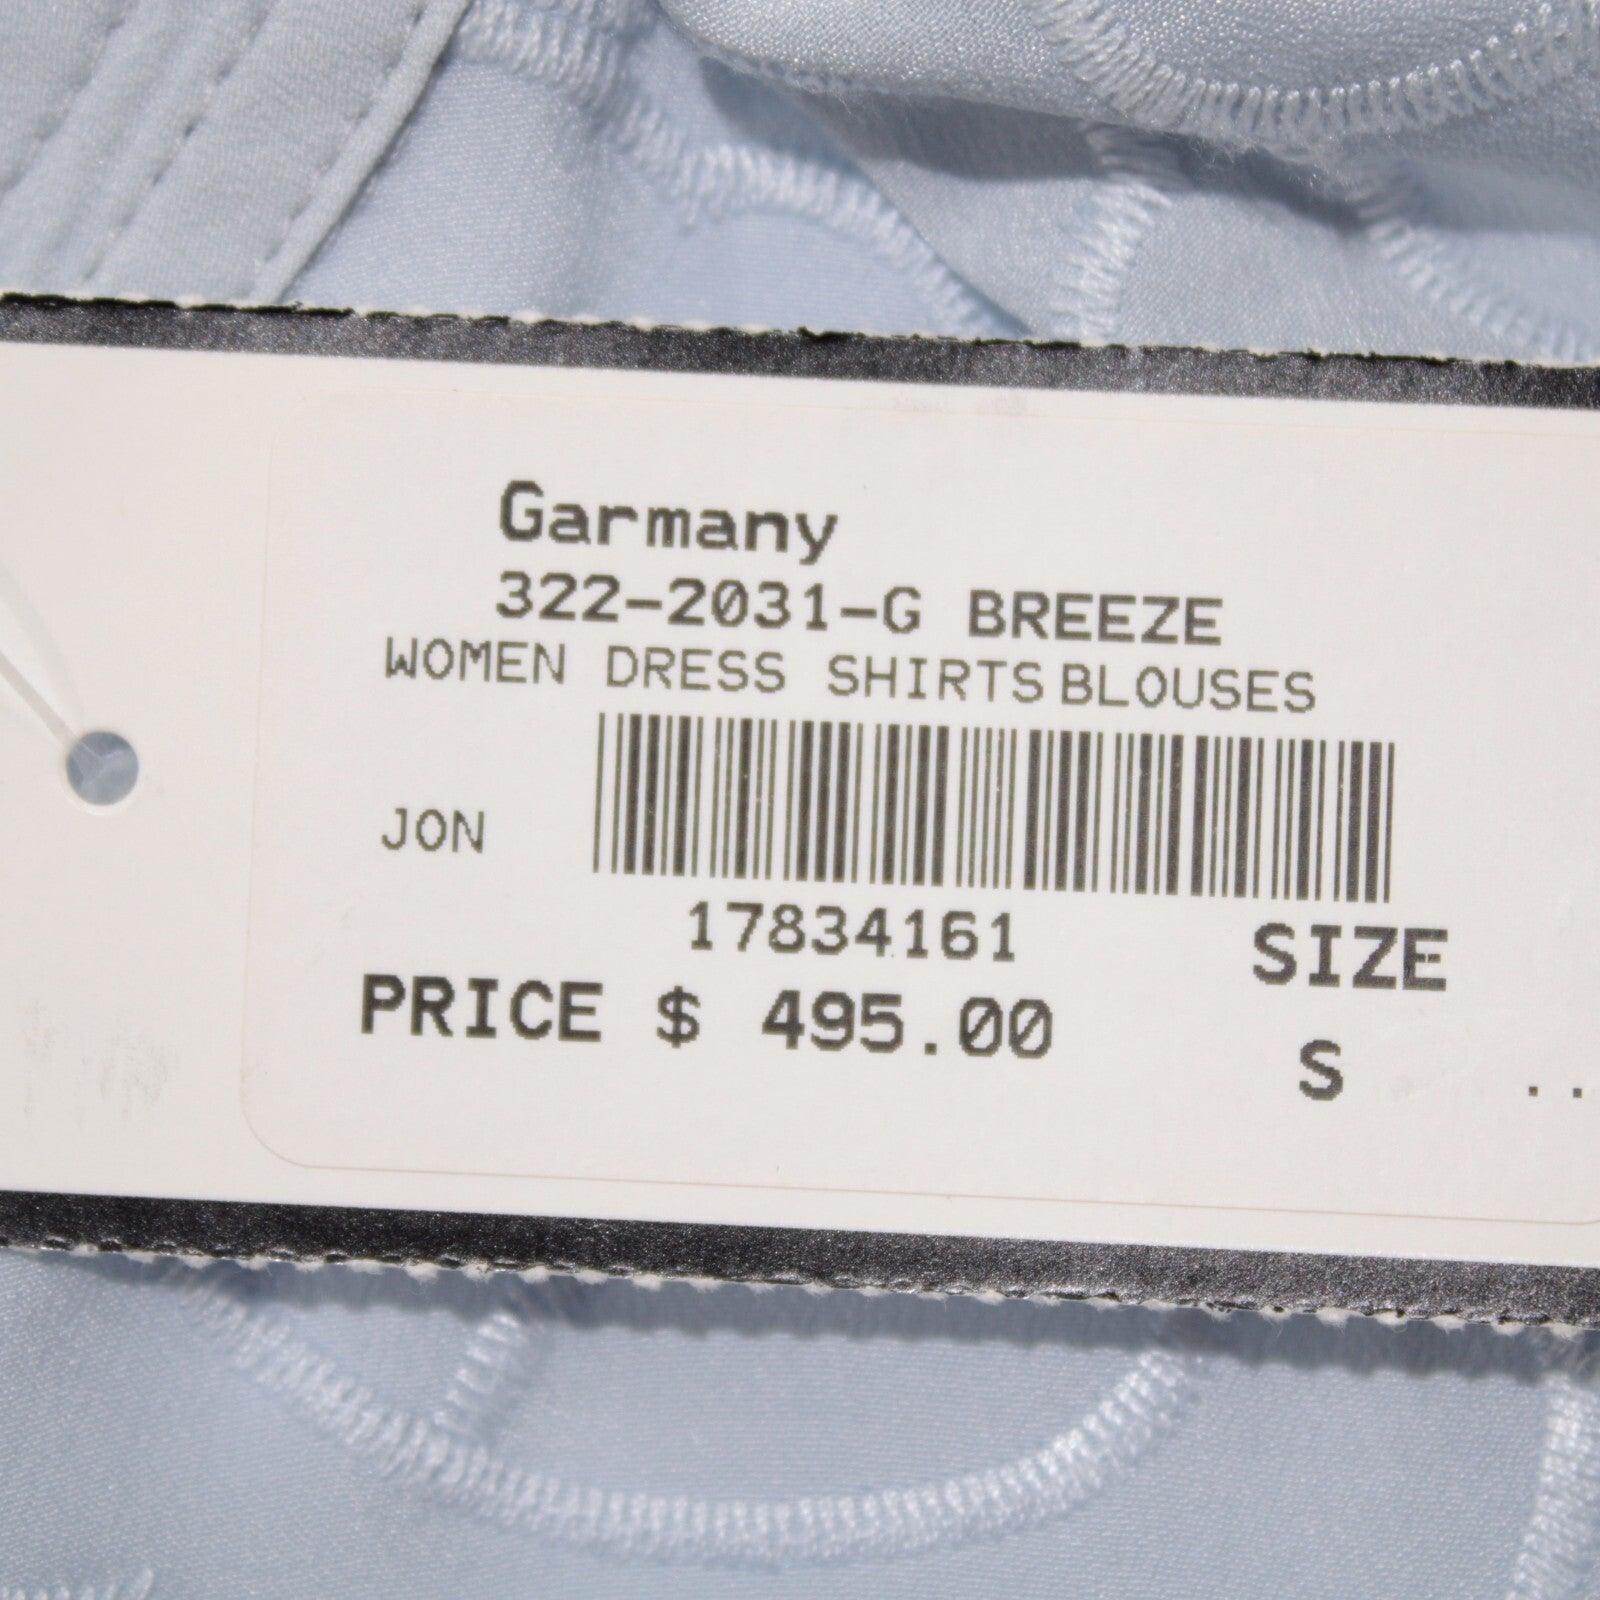 Garmany
322-2031-G BREEZE
WOMEN DRESS SHIRTS BLOUSES
JON
17834161
PRICE $ 495.00
SIZE
S ..